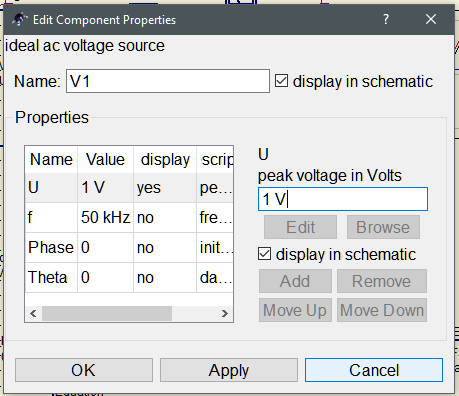 Edit Component Properties
ideal ac voltage source
Name: V1 display in schematic
Properties
Name Value display scrip
U 1 V yes pe...
f 50 kHz no fre...
Phase 0 no init...
Theta 0 no da...
U
peak voltage in Volts
1 V
Edit Browse
display in schematic
Add Remove
Move Up Move Down
OK Apply Cancel